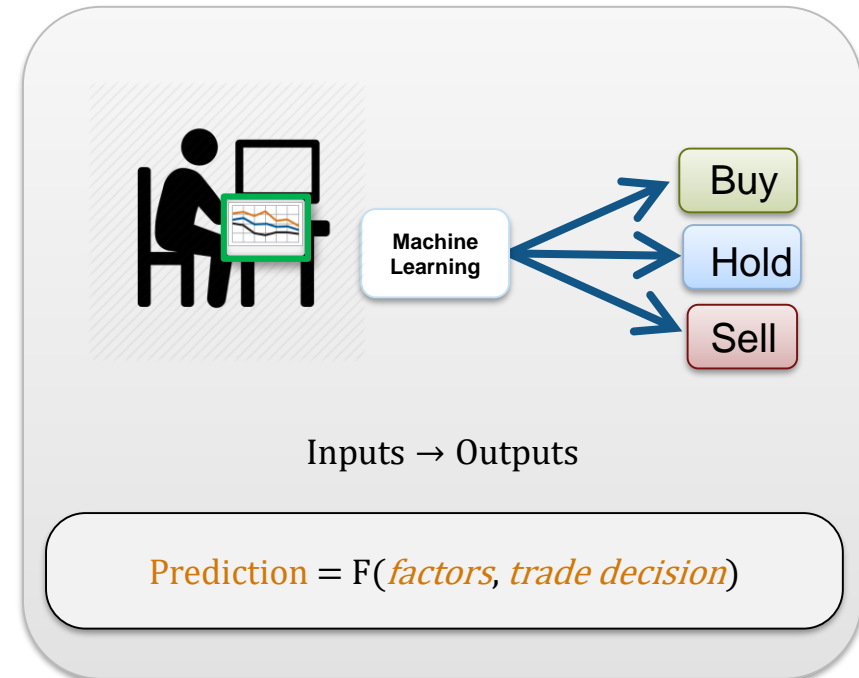 Machine
Learning
Buy
Hold
Sell
Inputs → Outputs
Prediction = F(factors, trade decision)